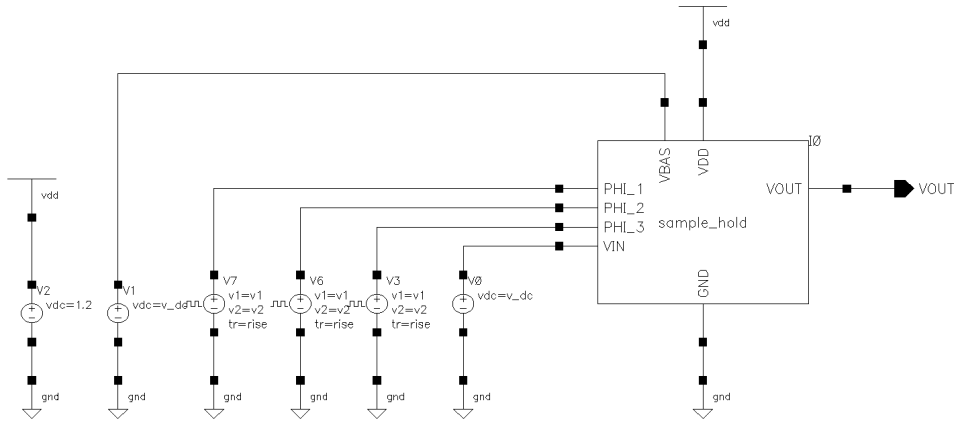 vdd
I0
VBAS
VDD
PHI_1
PHI_2
PHI_3
VIN
sample_hold
GND
VOUT
VOUT
vdd
V2
vdc=1.2
V1
vdc=v_dc
V7
v1=v1
v2=v2
tr=rise
V6
v1=v1
v2=v2
tr=rise
V3
v1=v1
v2=v2
tr=rise
V0
vdc=v_dc
gnd
gnd
gnd
gnd
gnd
gnd
gnd